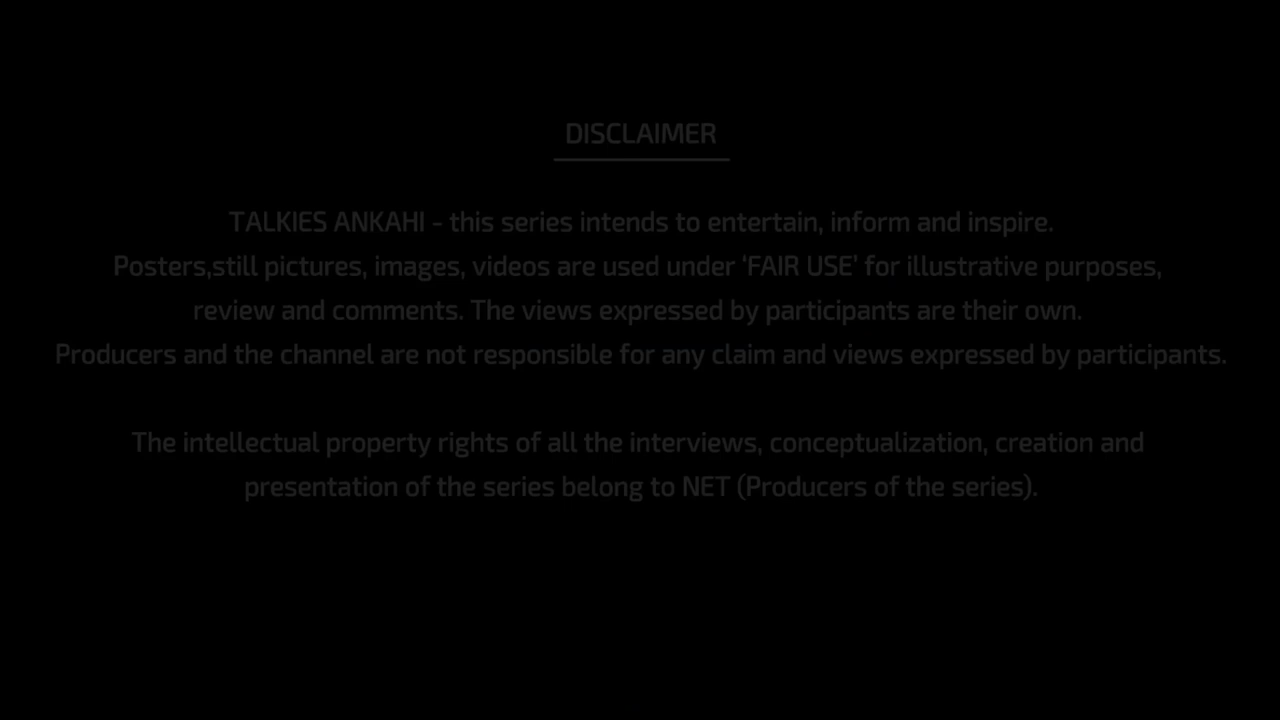 DISCLAIMER
TALKIES ANKAHI - this series intends to entertain, inform and inspire.
Posters,still pictures, images, videos are used under ‘FAIR USE’ for illustrative purposes,
review and comments. The views expressed by participants are their own.
Producers and the channel are not responsible for any claim and views expressed by participants.
The intellectual property rights of all the interviews, conceptualization, creation and
presentation of the series belong to NET (Producers of the series).